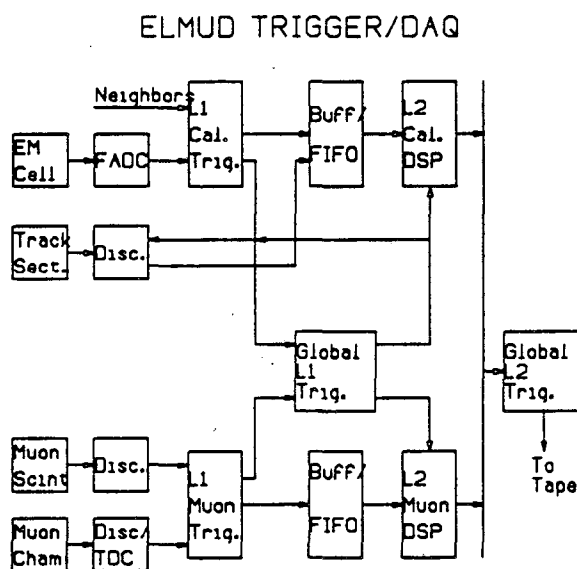 ELMUD TRIGGER/DAQ
Neighbors
EM
Cell
FADC
L1
Cal.
Trig.
Buff/
FIFO
L2
Cal.
DSP
Track
Sect.
Disc.
Global
L1
Trig.
Global
L2
Trig.
To
Tape
Muon
Scint
Disc.
L1
Muon
Trig.
Buff/
FIFO
L2
Muon
DSP
Muon
Cham
Disc/
TDC